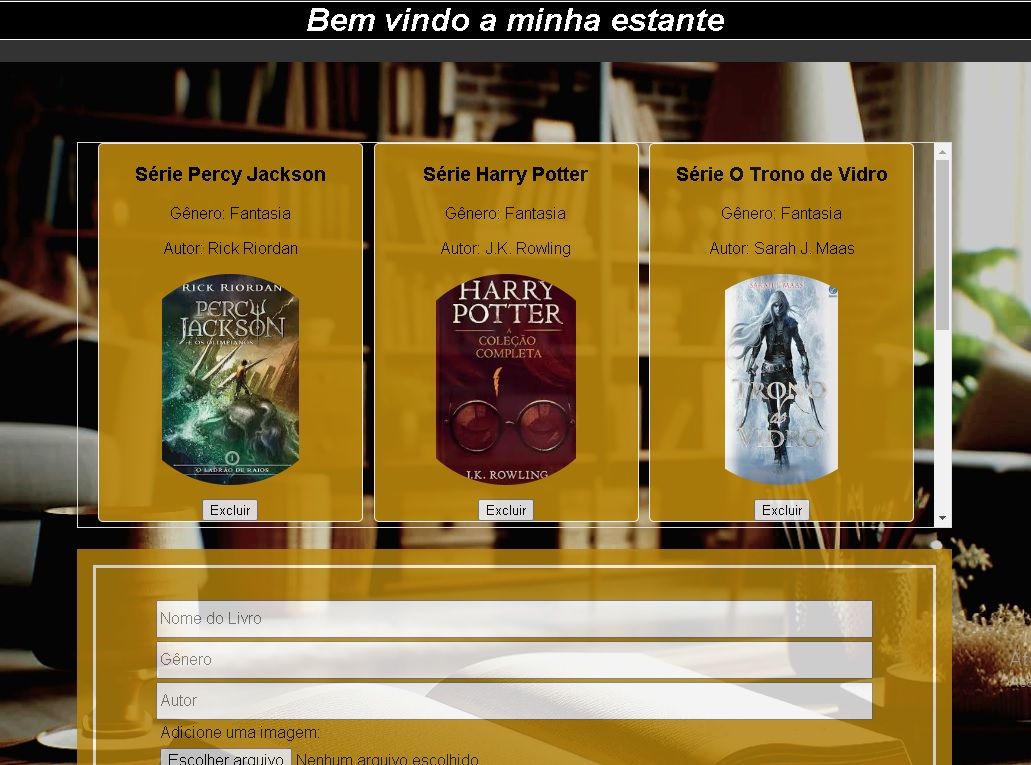 Bem vindo a minha estante
Série Percy Jackson
Gênero: Fantasia
Autor: Rick Riordan
RICK RIORDAN
PERCY
JACKSON
E OS OLIMPIANOS
1
O LADRÃO DE RAIOS
Excluir
Série Harry Potter
Gênero: Fantasia
Autor: J.K. Rowling
HARRY
POTTER
A
COLEÇÃO
COMPLETA
J.K. ROWLING
Excluir
Série O Trono de Vidro
Gênero: Fantasia
Autor: Sarah J. Maas
SARAH J. MAAS
TRONO
de
VIDRO
Excluir
Nome do Livro
Gênero
Autor
Adicione uma imagem:
Escolher arquivo Nenhum arquivo escolhido